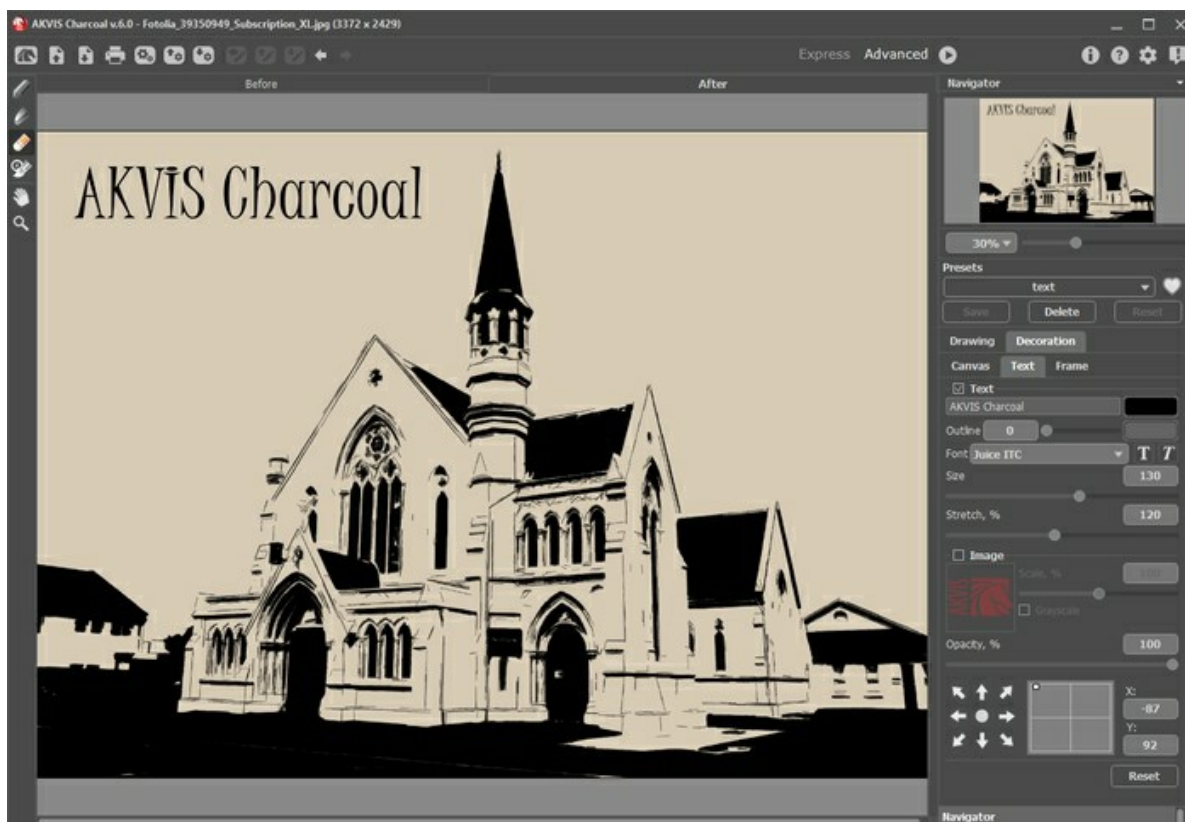 AKVIS Charcoal v.6.0 - Fotolia_39350949_Subscription_XL.jpg (3372 x 2429)
Express Advanced
Before After
Navigator
AKVIS Charcoal
AKVIS Charcoal
30%
Presets
text
Save Delete Reset
Drawing Decoration
Canvas Text Frame
Text
AKVIS Charcoal
Outline 0
Font Juice ITC T T
Size 130
Stretch, % 120
Image
Scale, % 100
AKVIS
Grayscale
Opacity, % 100
X:
-87
Y:
92
Reset
Navigator